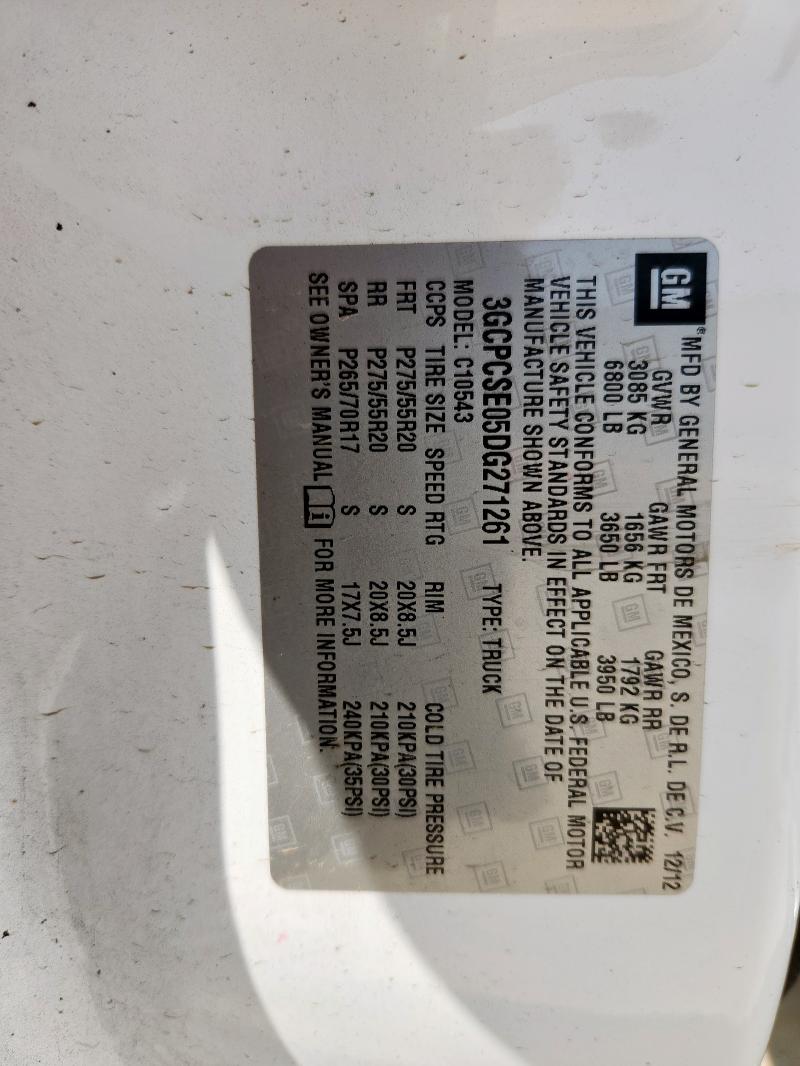 GM
® MFD BY GENERAL MOTORS DE MEXICO, S. DE R.L. DE C.V. 12/12
GVWR GAWR FRT GAWR RR
3085 KG 1656 KG 1792 KG
6800 LB 3650 LB 3950 LB
THIS VEHICLE CONFORMS TO ALL APPLICABLE U.S. FEDERAL MOTOR
VEHICLE SAFETY STANDARDS IN EFFECT ON THE DATE OF
MANUFACTURE SHOWN ABOVE.
3GCPCSE05DG271261 TYPE: TRUCK
MODEL: C10543
CCPS TIRE SIZE SPEED RTG RIM COLD TIRE PRESSURE
FRT P275/55R20 S 20X8.5J 210KPA(30PSI)
RR P275/55R20 S 20X8.5J 210KPA(30PSI)
SPA P265/70R17 S 17X7.5J 240KPA(35PSI)
SEE OWNER'S MANUAL i FOR MORE INFORMATION.